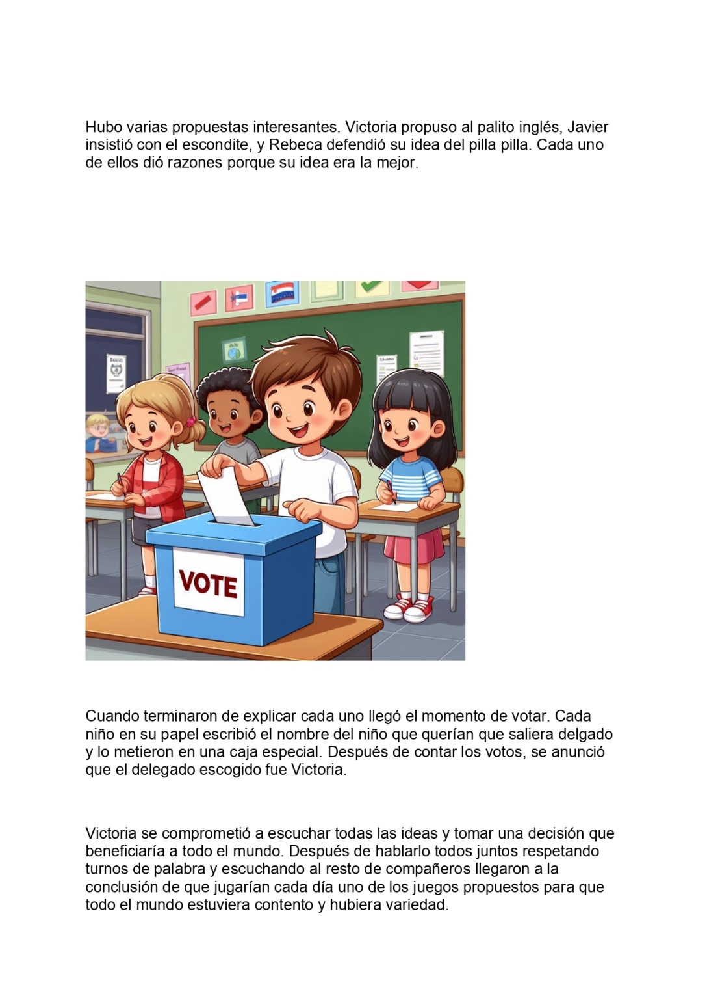 Hubo varias propuestas interesantes. Victoria propuso al palito inglés, Javier
insistió con el escondite, y Rebeca defendió su idea del pilla pilla. Cada uno
de ellos dió razones porque su idea era la mejor.
VOTE
Cuando terminaron de explicar cada uno llegó el momento de votar. Cada
niño en su papel escribió el nombre del niño que querían que saliera delgado
y lo metieron en una caja especial. Después de contar los votos, se anunció
que el delegado escogido fue Victoria.
Victoria se comprometió a escuchar todas las ideas y tomar una decisión que
beneficiaría a todo el mundo. Después de hablarlo todos juntos respetando
turnos de palabra y escuchando al resto de compañeros llegaron a la
conclusión de que jugarían cada día uno de los juegos propuestos para que
todo el mundo estuviera contento y hubiera variedad.